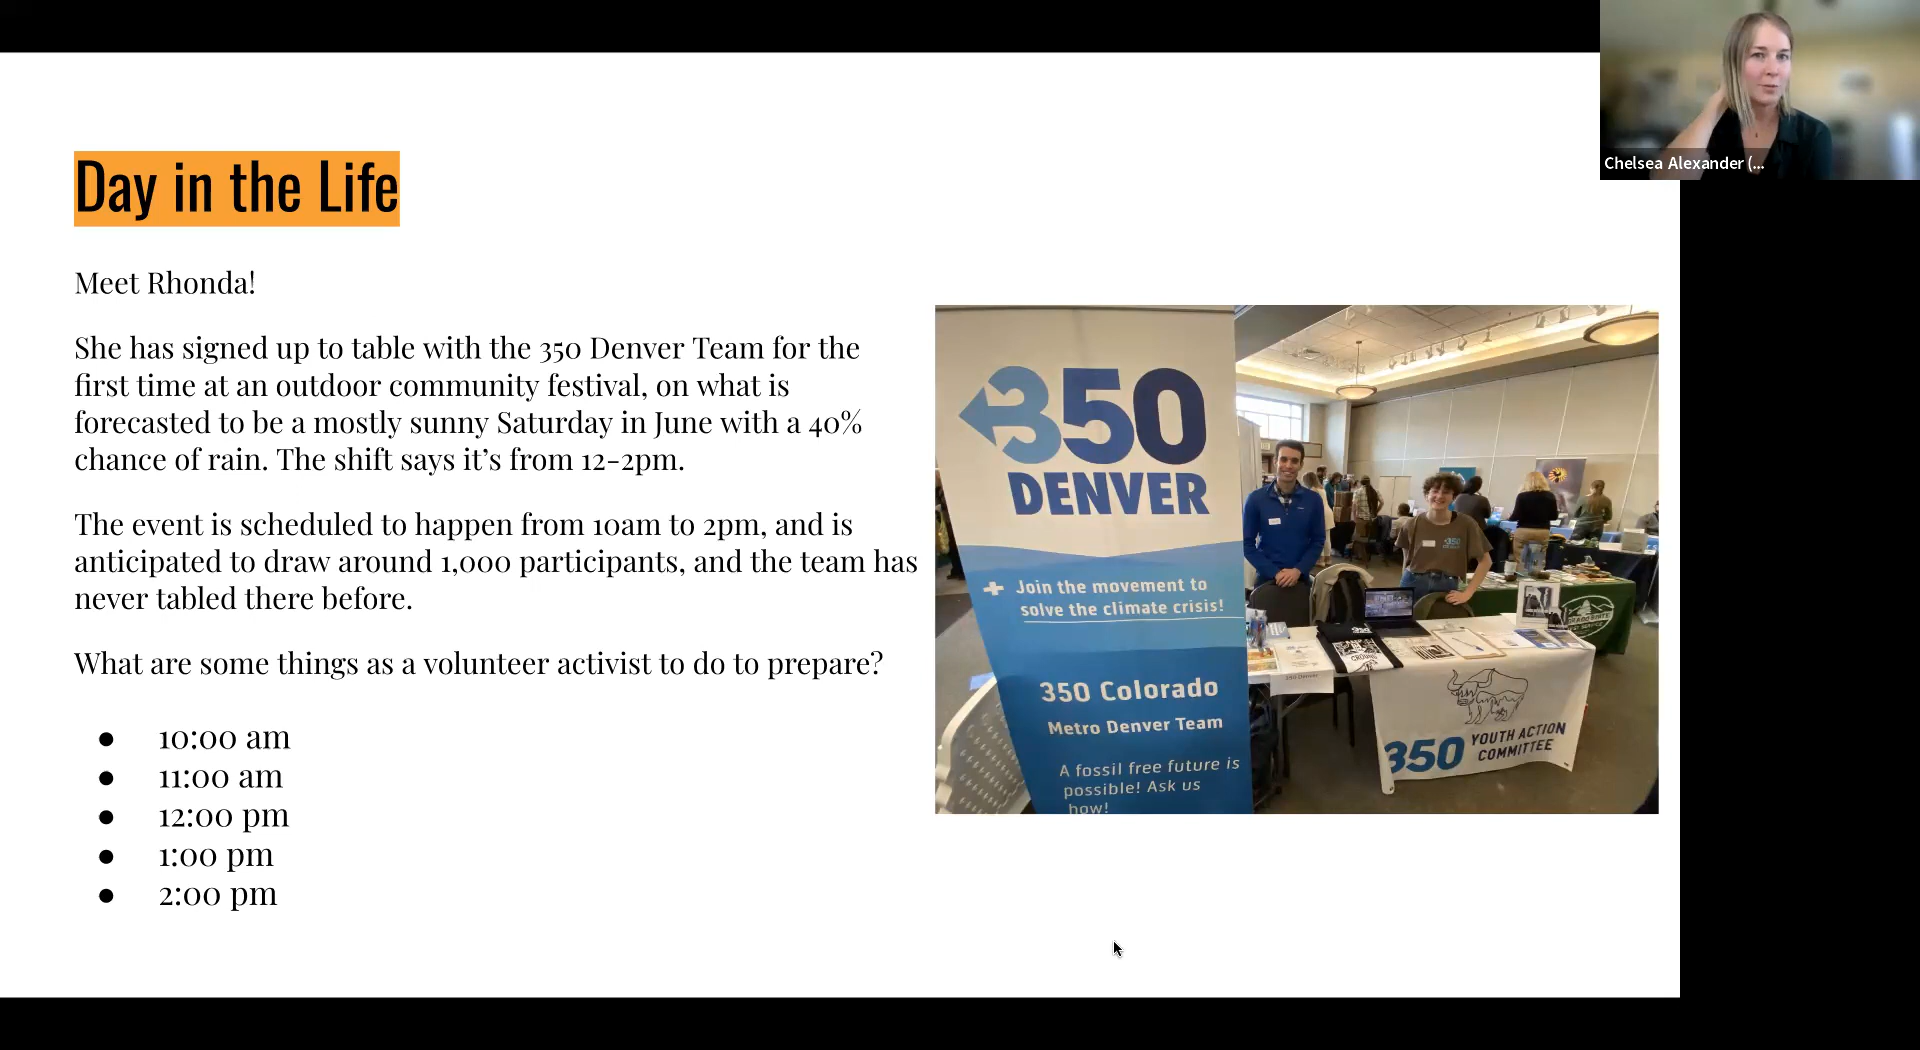 Chelsea Alexander (...
Day in the Life
Meet Rhonda!
She has signed up to table with the 350 Denver Team for the
first time at an outdoor community festival, on what is
forecasted to be a mostly sunny Saturday in June with a 40%
chance of rain. The shift says it’s from 12-2pm.
The event is scheduled to happen from 10am to 2pm, and is
anticipated to draw around 1,000 participants, and the team has
never tabled there before.
What are some things as a volunteer activist to do to prepare?
● 10:00 am
● 11:00 am
● 12:00 pm
● 1:00 pm
● 2:00 pm
350
DENVER
Join the movement to
solve the climate crisis!
350 Colorado
Metro Denver Team
A fossil free future is
possible! Ask us
how!
350 YOUTH ACTION
COMMITTEE